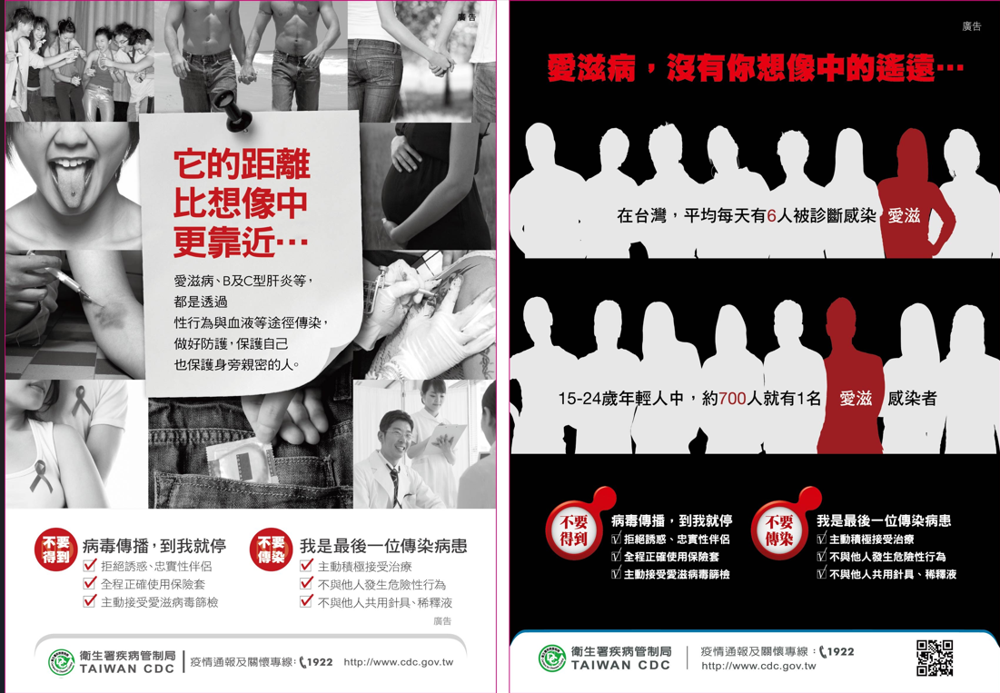 廣告
它的距離
比想像中
更靠近…
愛滋病、B及C型肝炎等，
都是透過
性行為與血液等途徑傳染，
做好防護，保護自己
也保護身旁親密的人。
不要
得到
病毒傳播，到我就停
拒絕誘惑、忠實性伴侶
全程正確使用保險套
主動接受愛滋病毒篩檢
不要
傳染
我是最後一位傳染病患
主動積極接受治療
不與他人發生危險性行為
不與他人共用針具、稀釋液
廣告
衛生署疾病管制局
TAIWAN CDC
疫情通報及關懷專線：1922 http://www.cdc.gov.tw
廣告
愛滋病，沒有你想像中的遙遠…
在台灣，平均每天有6人被診斷感染 愛滋
15-24歲年輕人中，約700人就有1名 愛滋 感染者
不要
得到
病毒傳播，到我就停
拒絕誘惑、忠實性伴侶
全程正確使用保險套
主動接受愛滋病毒篩檢
不要
傳染
我是最後一位傳染病患
主動積極接受治療
不與他人發生危險性行為
不與他人共用針具、稀釋液
衛生署疾病管制局
TAIWAN CDC
疫情通報及關懷專線：1922
http://www.cdc.gov.tw